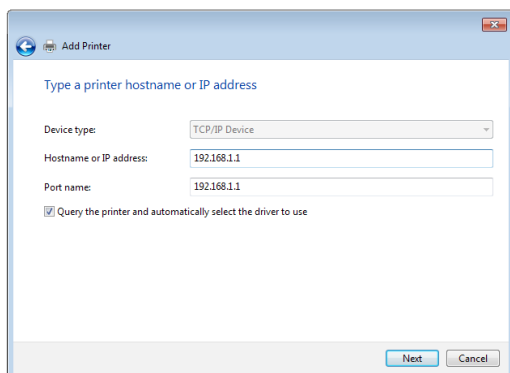 Add Printer
Type a printer hostname or IP address
Device type: TCP/IP Device
Hostname or IP address: 192.168.1.1
Port name: 192.168.1.1
Query the printer and automatically select the driver to use
Next Cancel